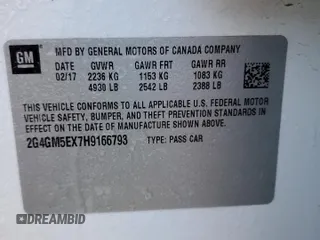 GM
MFD BY GENERAL MOTORS OF CANADA COMPANY
DATE GVWR GAWR FRT GAWR RR
02/17 2236 KG 1153 KG 1083 KG
4930 LB 2542 LB 2388 LB
THIS VEHICLE CONFORMS TO ALL APPLICABLE U.S. FEDERAL MOTOR
VEHICLE SAFETY, BUMPER, AND THEFT PREVENTION STANDARDS IN
EFFECT ON THE DATE OF MANUFACTURE SHOWN ABOVE.
2G4GM5EX7H9166793 TYPE: PASS CAR
AUTOBIDMASTER